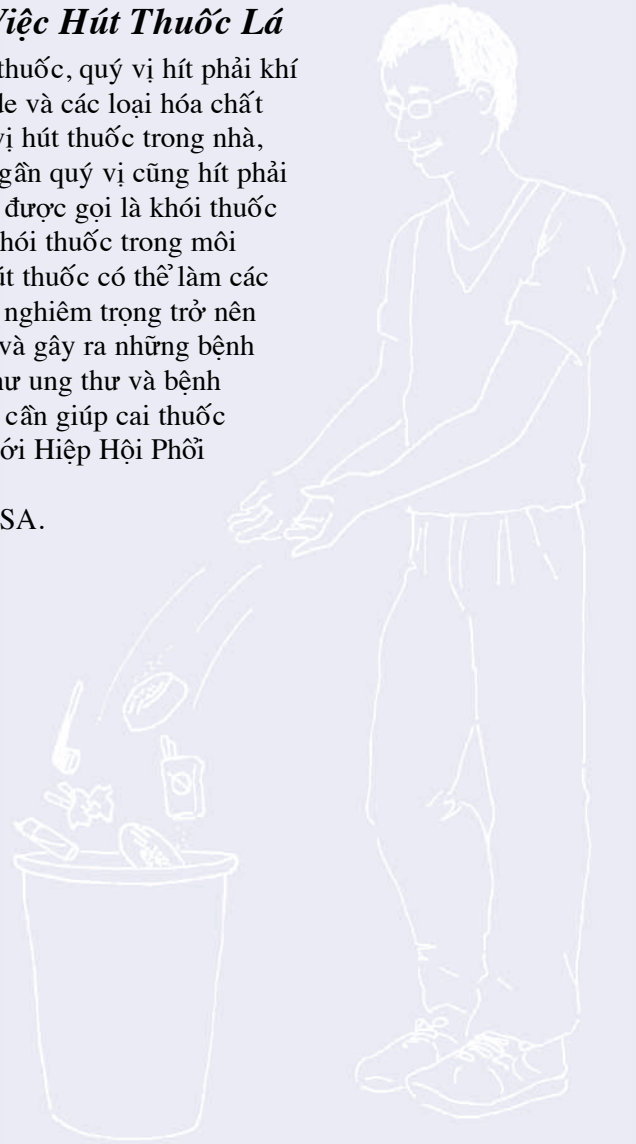 Việc Hút Thuốc Lá
thuốc, quý vị hít phải khí
de và các loại hóa chất
vị hút thuốc trong nhà,
gần quý vị cũng hít phải
được gọi là khói thuốc
hói thuốc trong môi
út thuốc có thể làm các
nghiêm trọng trở nên
và gây ra những bệnh
hư ung thư và bệnh
cần giúp cai thuốc
ới Hiệp Hội Phổi
SA.